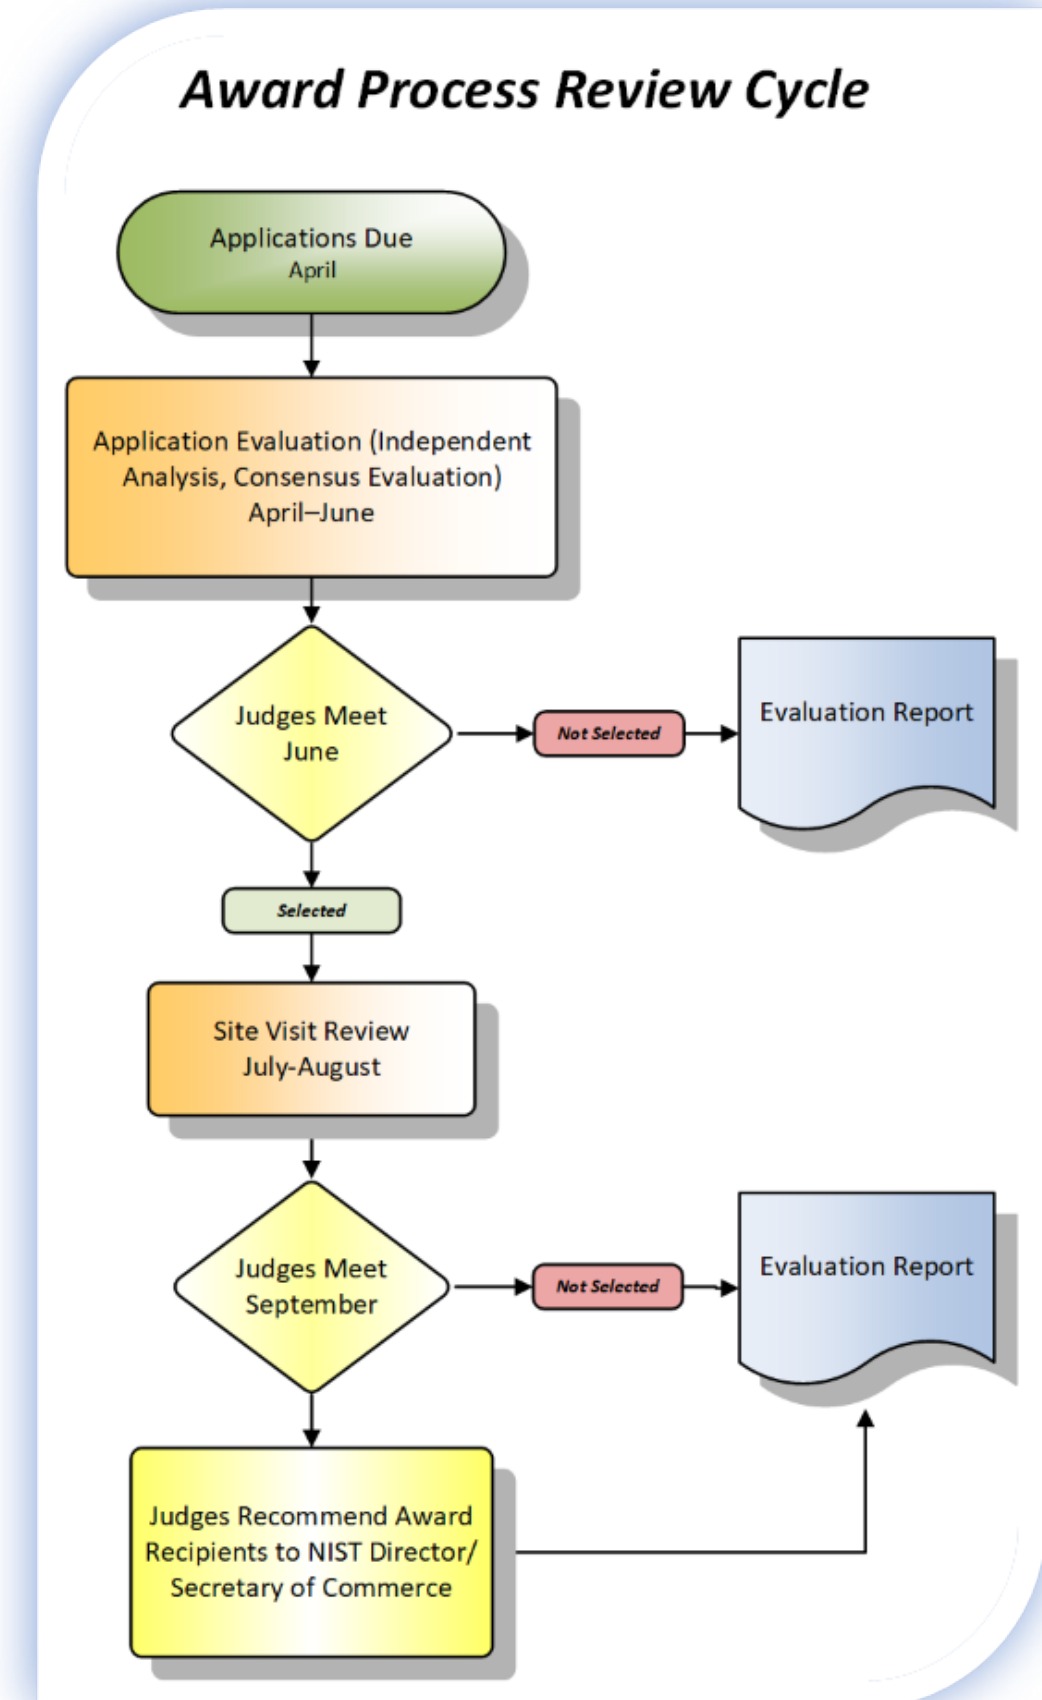 Award Process Review Cycle
Applications Due
April
Application Evaluation (Independent
Analysis, Consensus Evaluation)
April–June
Judges Meet
June
Not Selected
Evaluation Report
Selected
Site Visit Review
July-August
Judges Meet
September
Not Selected
Evaluation Report
Judges Recommend Award
Recipients to NIST Director/
Secretary of Commerce